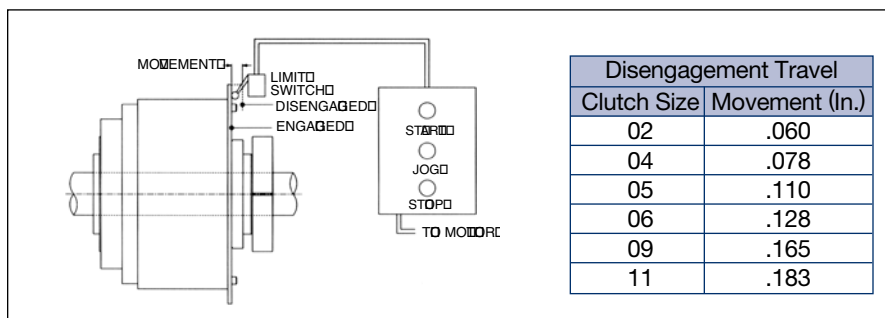 MOVEMENT
LIMIT
SWITCH
DISENGAGED
ENGAGED
START
JOG
STOP
TO MOTOR
Disengagement Travel
Clutch Size Movement (In.)
02 .060
04 .078
05 .110
06 .128
09 .165
11 .183